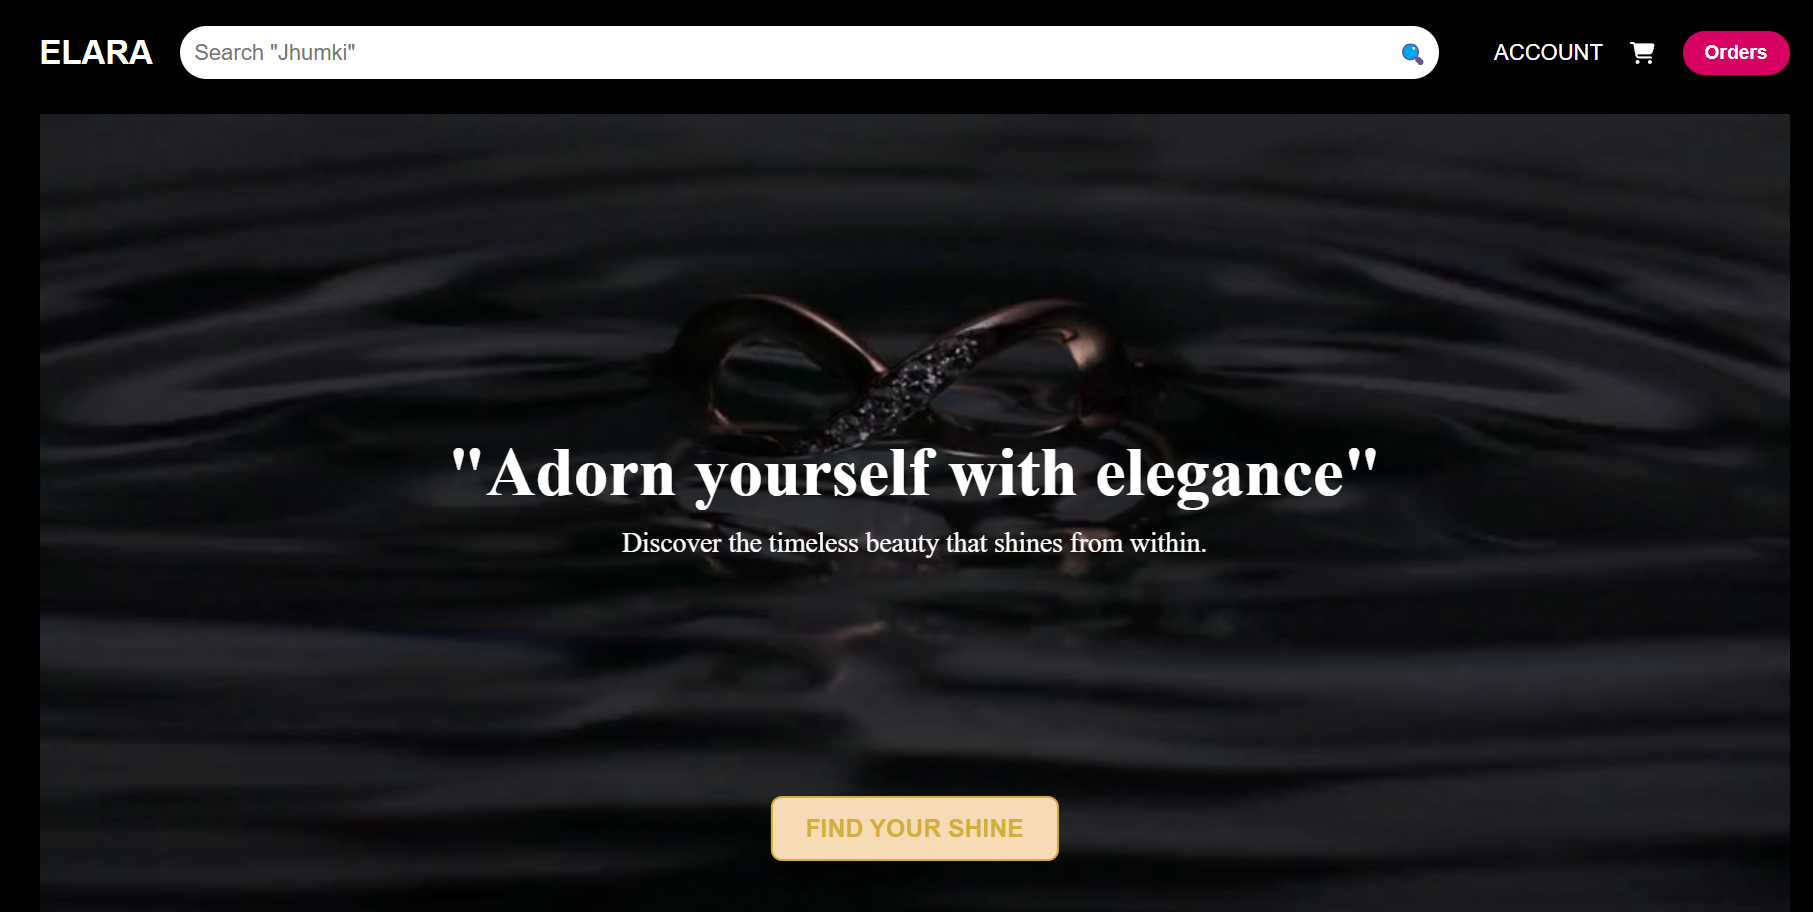 ELARA
Search "Jhumki"
ACCOUNT
Orders
"Adorn yourself with elegance"
Discover the timeless beauty that shines from within.
FIND YOUR SHINE